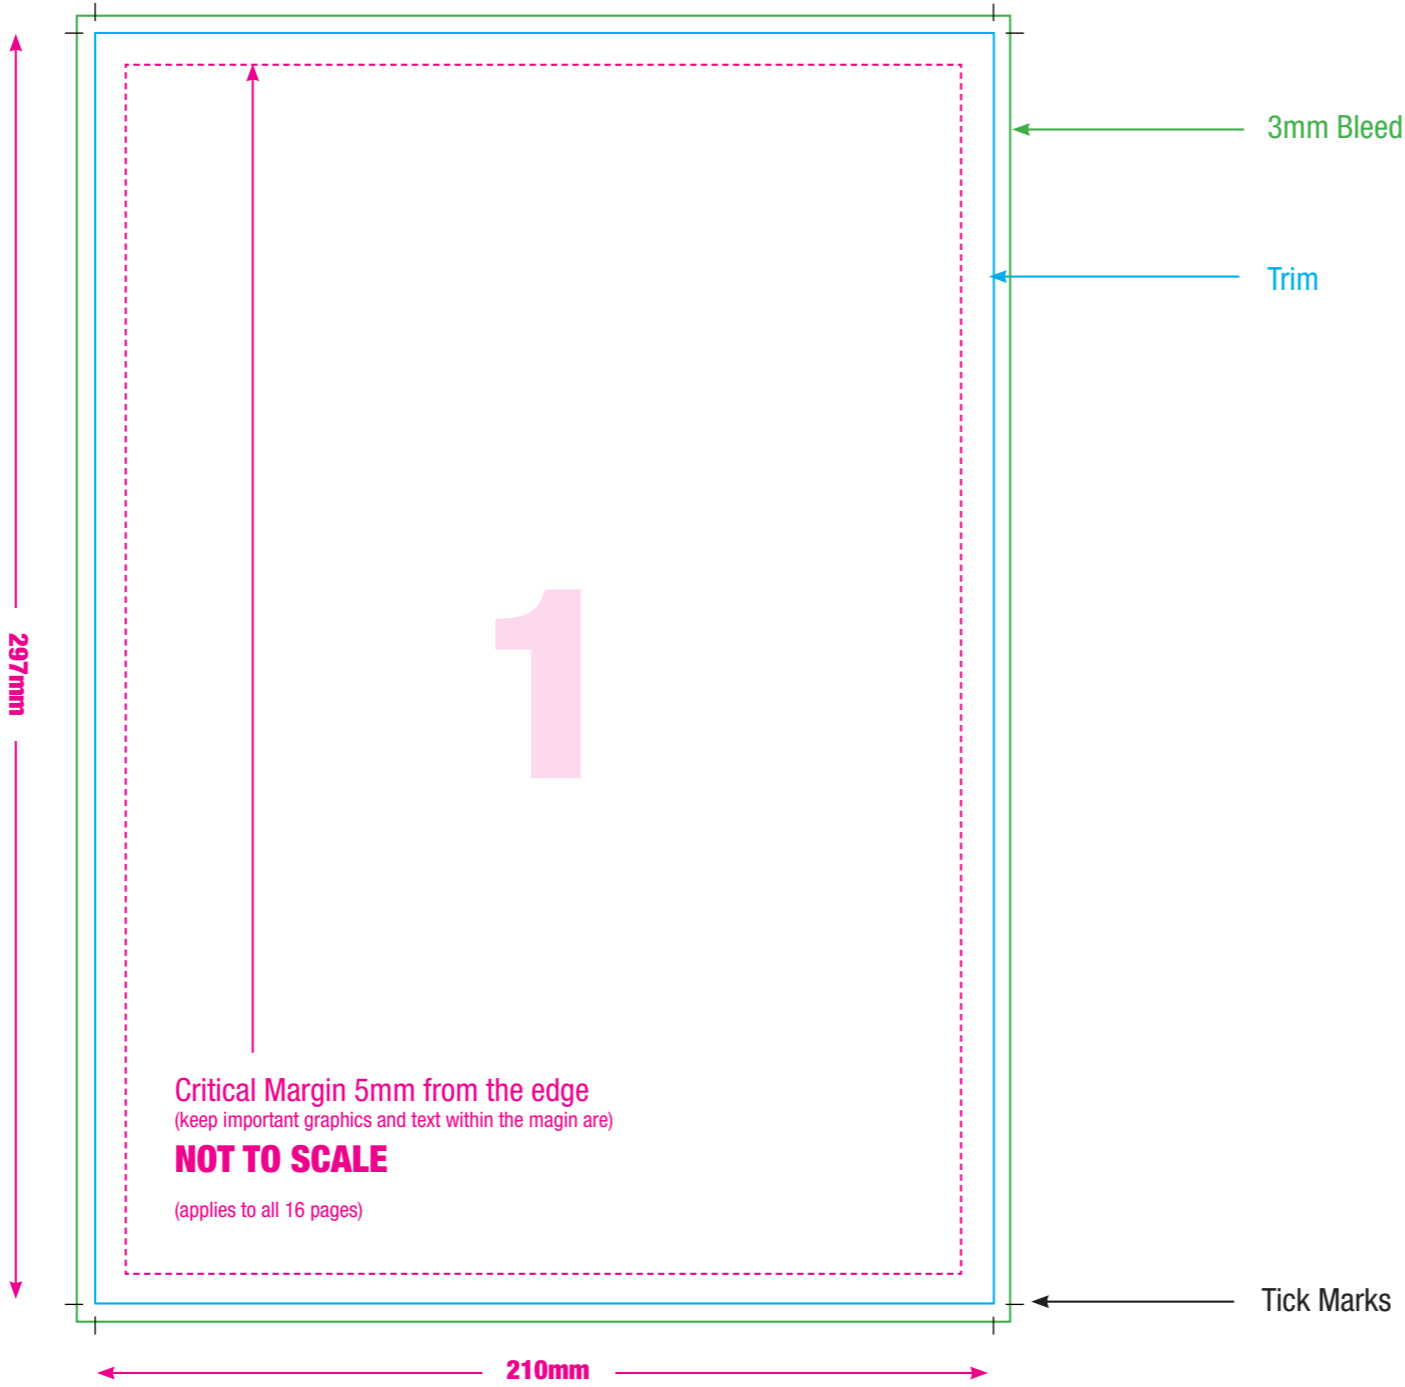 3mm Bleed
Trim
297mm
1
Critical Margin 5mm from the edge
(keep important graphics and text within the magin are)
NOT TO SCALE
(applies to all 16 pages)
Tick Marks
210mm